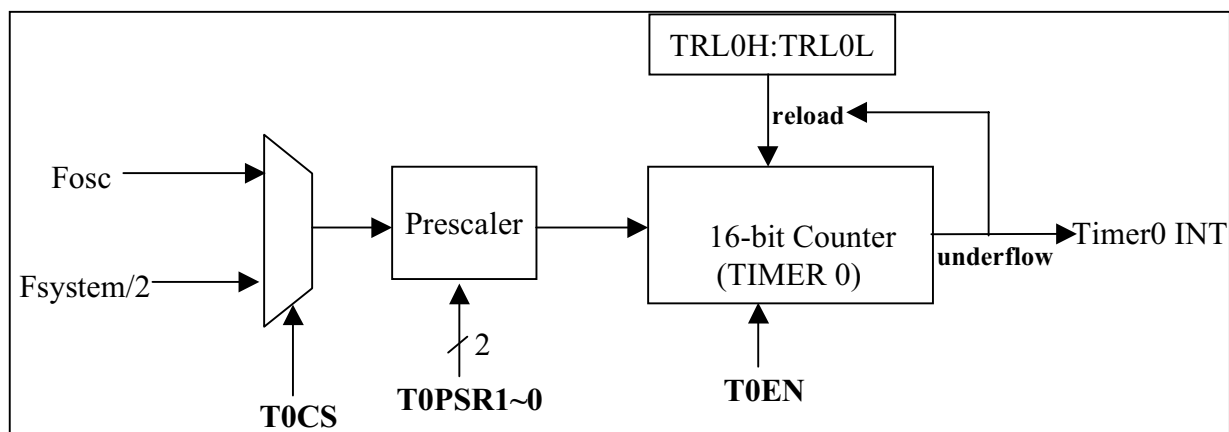 TRL0H:TRL0L
reload
Fosc
Prescaler
16-bit Counter
(TIMER 0)
Timer0 INT
underflow
Fsystem/2
2
T0CS
T0PSR1~0
T0EN